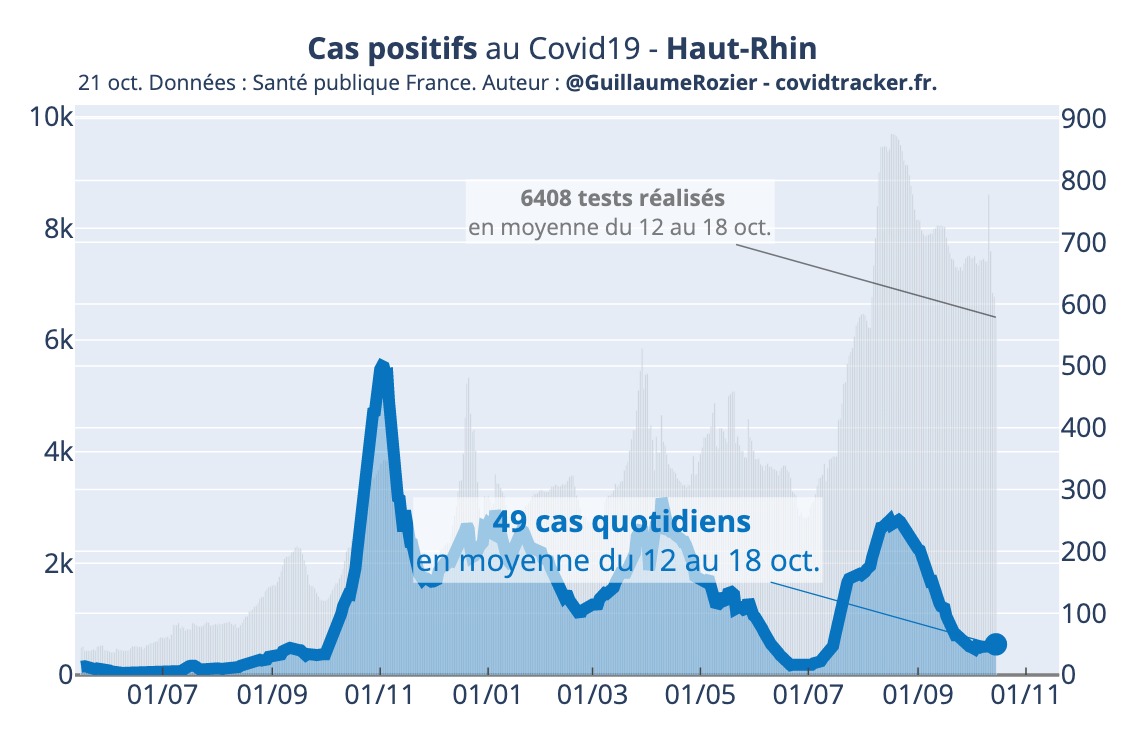 Cas positifs au Covid19 - Haut-Rhin
21 oct. Données : Santé publique France. Auteur : @GuillaumeRozier - covidtracker.fr.
10k
8k
6k
4k
2k
0
900
800
700
600
500
400
300
200
100
0
6408 tests réalisés
en moyenne du 12 au 18 oct.
49 cas quotidiens
en moyenne du 12 au 18 oct.
01/07
01/09
01/11
01/01
01/03
01/05
01/07
01/09
01/11